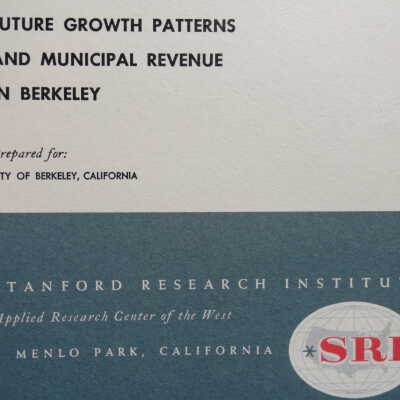 UTURE GROWTH PATTERNS
AND MUNICIPAL REVENUE
N BERKELEY
repared for:
TY OF BERKELEY, CALIFORNIA
TANFORD RESEARCH INSTITU
Applied Research Center of the West
MENLO PARK, CALIFORNIA
*SRI